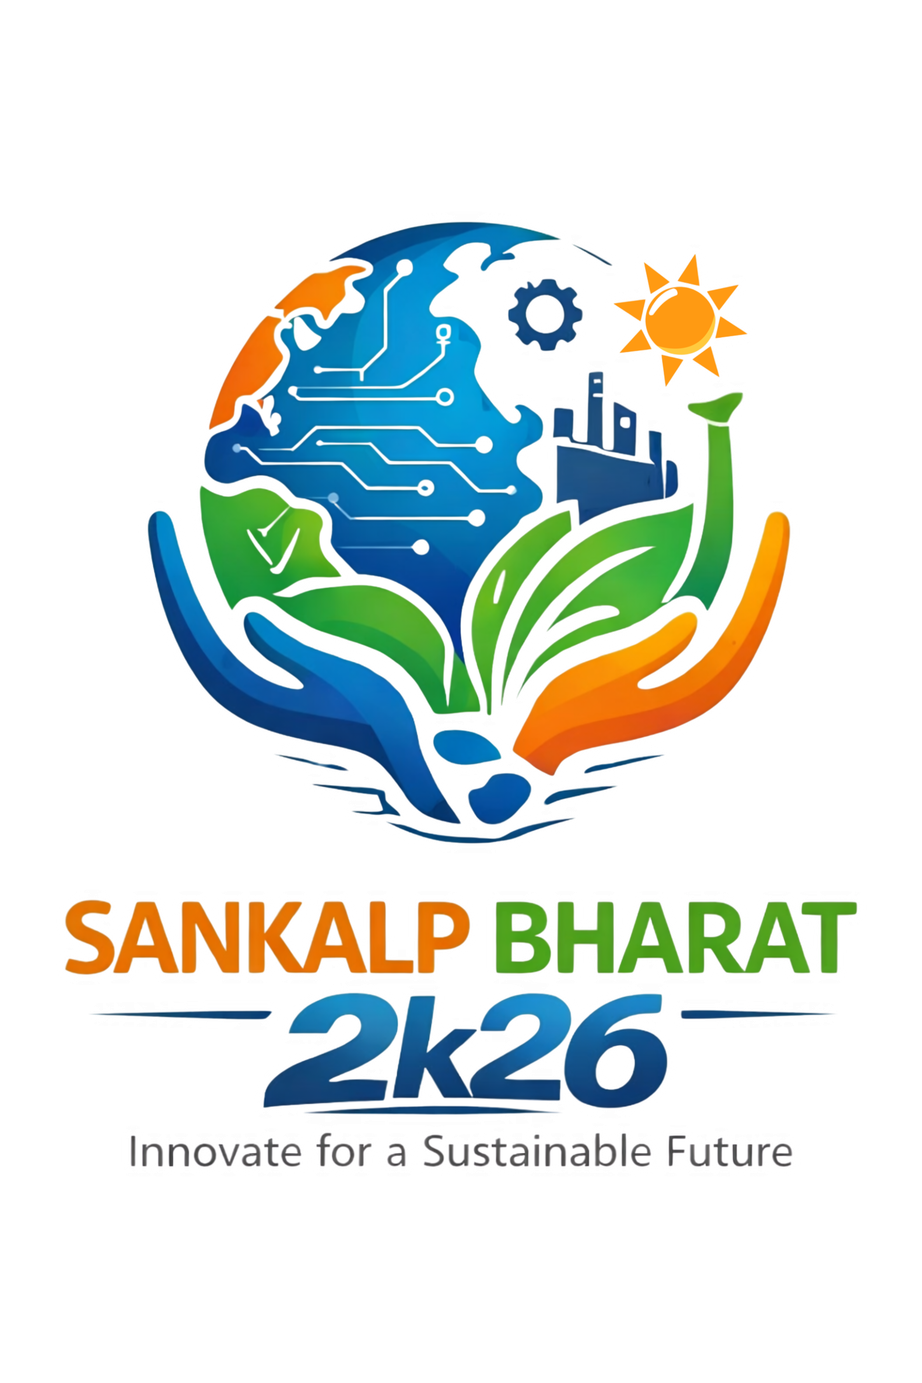 SANKALP BHARAT
2k26
Innovate for a Sustainable Future